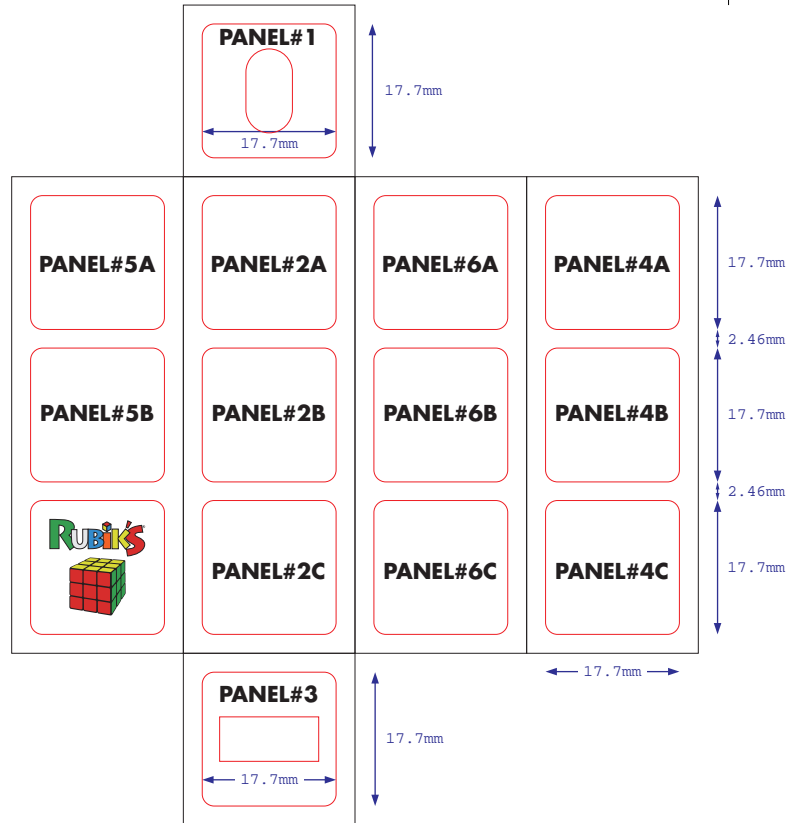 PANEL#1
17.7mm
17.7mm
PANEL#5A PANEL#2A PANEL#6A PANEL#4A
17.7mm
2.46mm
PANEL#5B PANEL#2B PANEL#6B PANEL#4B
17.7mm
2.46mm
RUBIK'S
PANEL#2C PANEL#6C PANEL#4C
17.7mm
17.7mm
PANEL#3
17.7mm
17.7mm